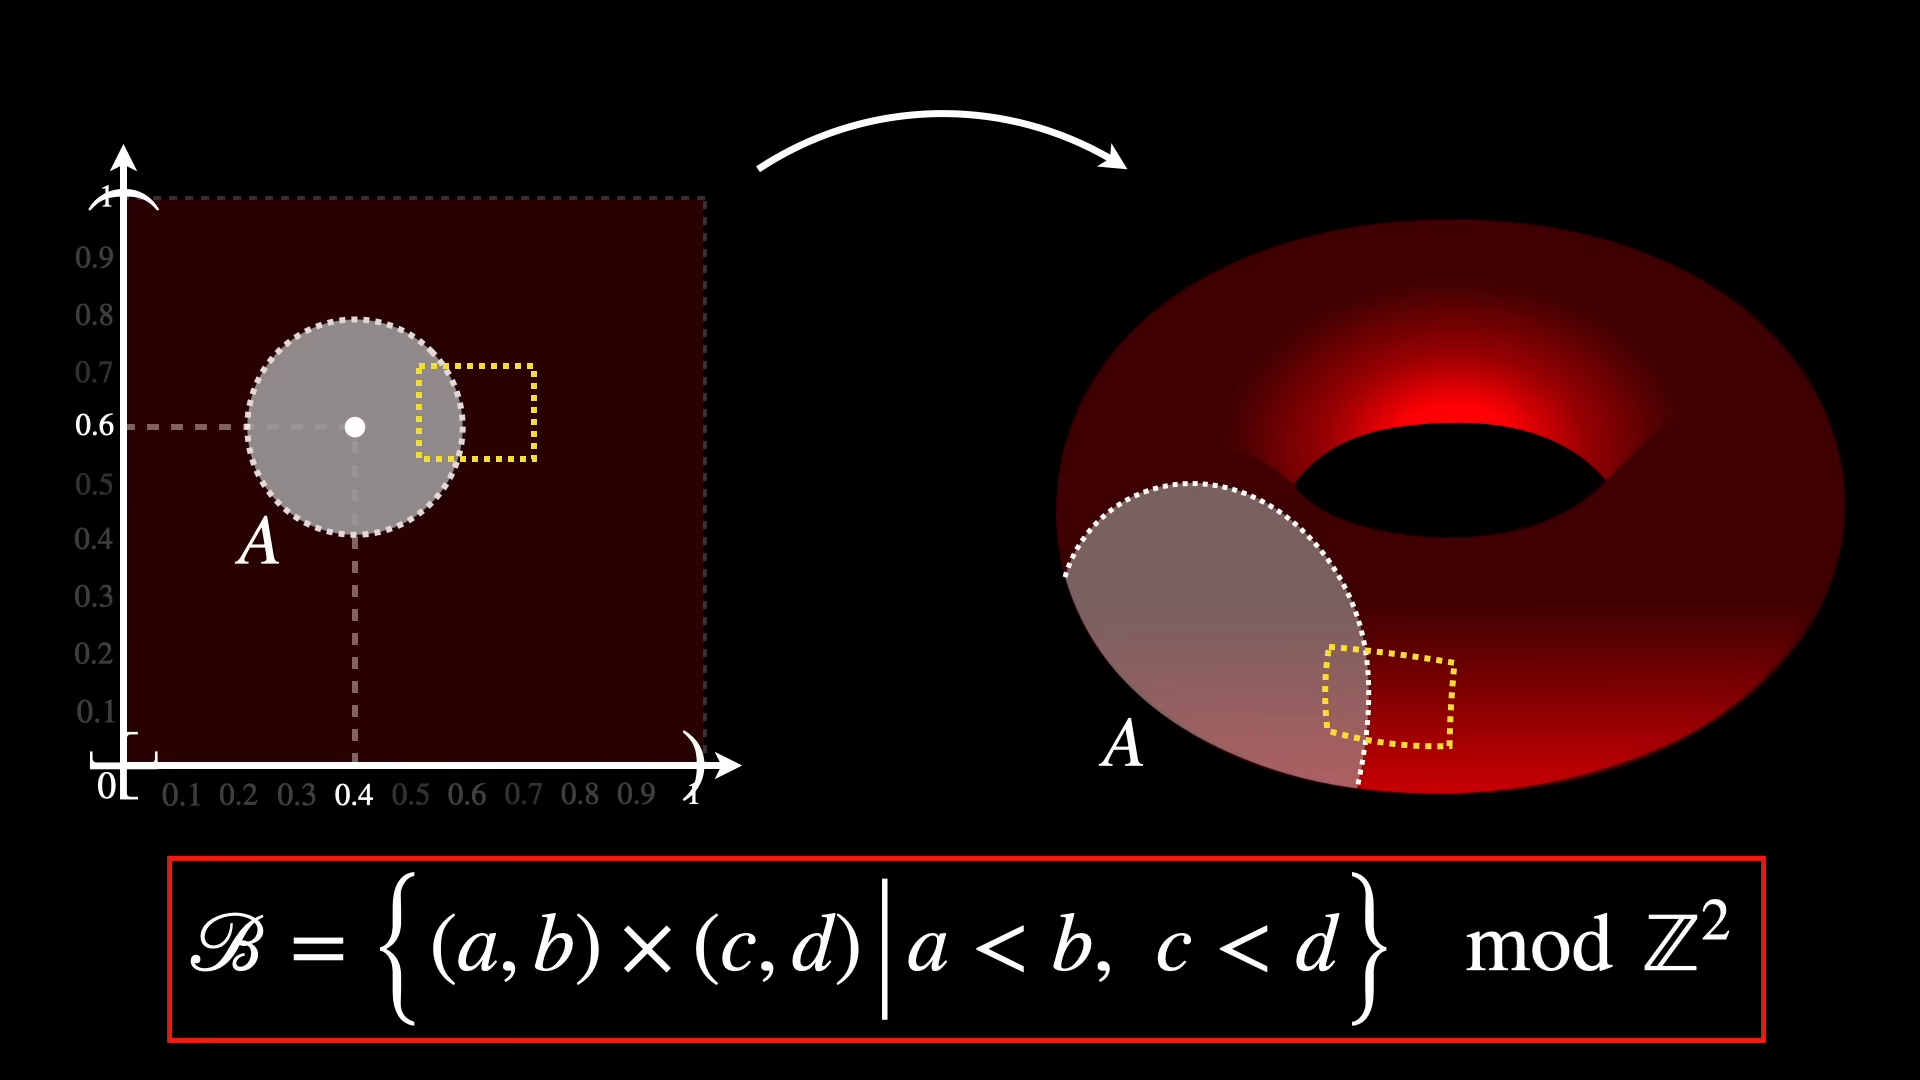 1
0.9
0.8
0.7
0.6
0.5
0.4
0.3
0.2
0.1
0
0.1 0.2 0.3 0.4 0.5 0.6 0.7 0.8 0.9 1
A
A
ℬ = { (a, b) × (c, d) | a < b, c < d } mod ℤ²